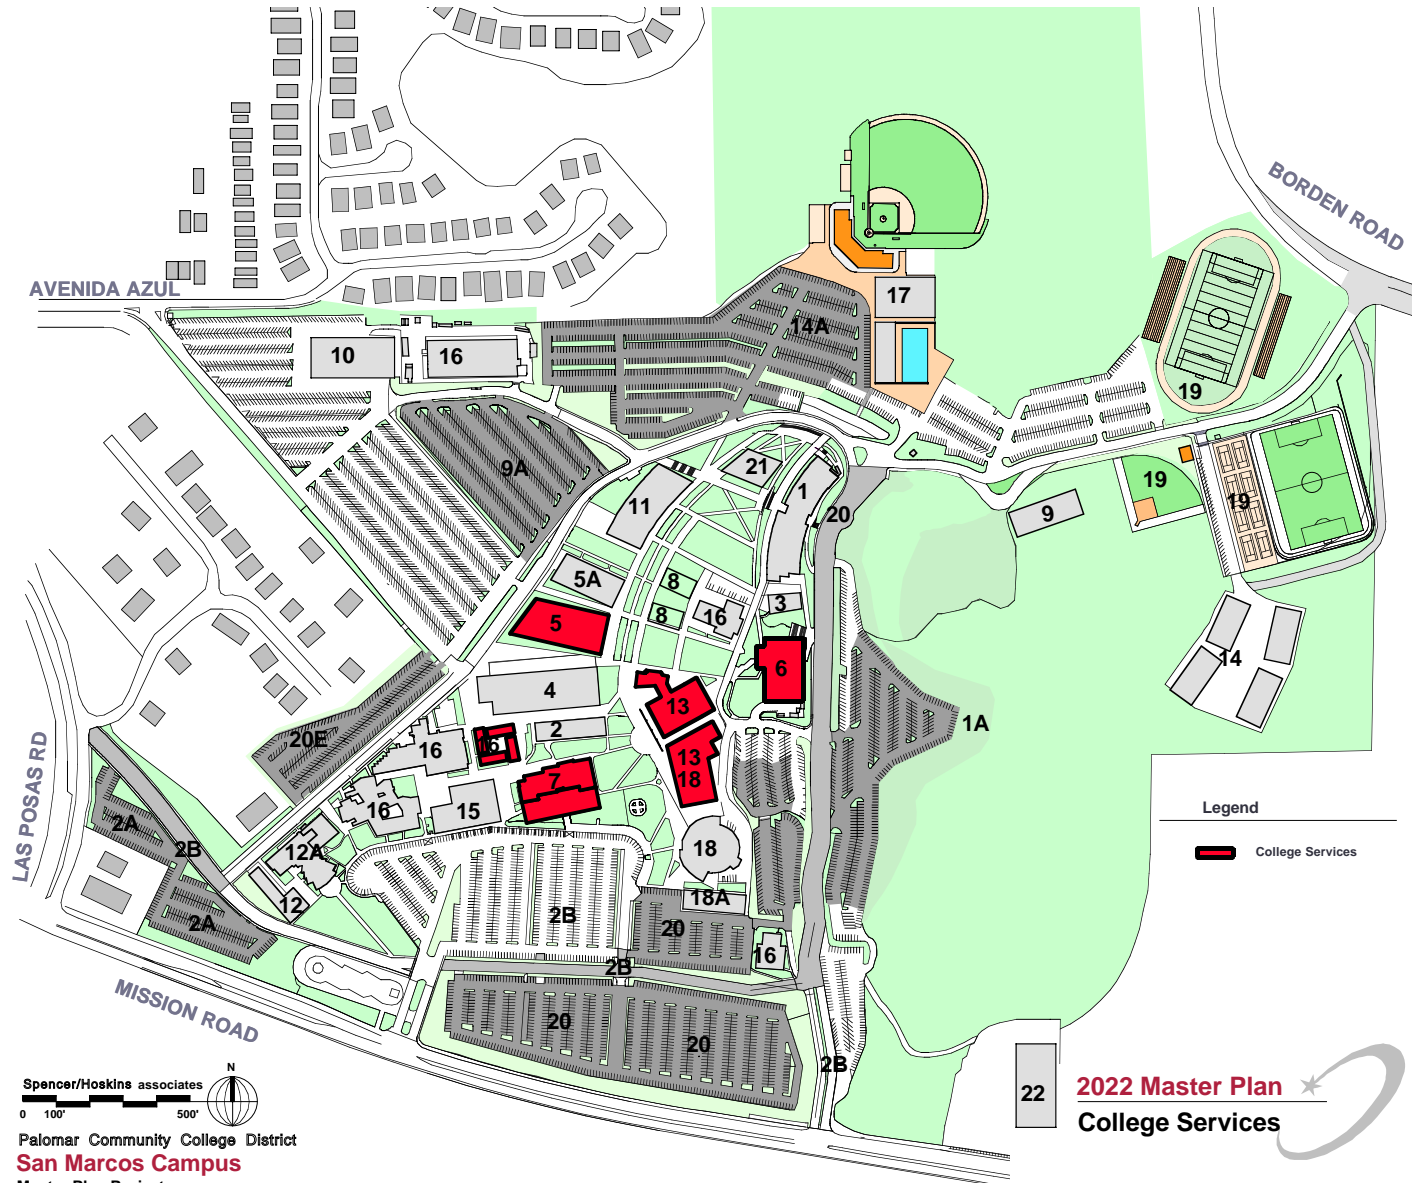 BORDEN ROAD
AVENIDA AZUL
17
14A
10
16
19
9A
21
1
11
19
19
20
9
5A
8
8
16
3
5
6
14
4
13
1A
20E
2
16
16
13
18
7
LAS POSAS RD
Legend
College Services
2A
16
15
2B
12A
18
12
18A
2A
2B
20
16
2B
MISSION ROAD
20
20
2B
22
2022 Master Plan
College Services
N
Spencer/Hoskins associates
0 100' 500'
Palomar Community College District
San Marcos Campus